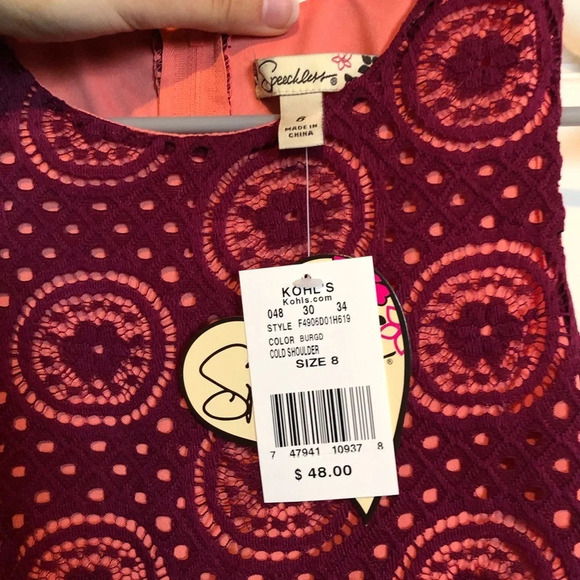 Speechless®
8
MADE IN
CHINA
KOHL'S
Kohls.com
048 30 34
STYLE F4906D01H619
COLOR BURGD
COLD SHOULDER
SIZE 8
7 47941 10937 8
$ 48.00
®